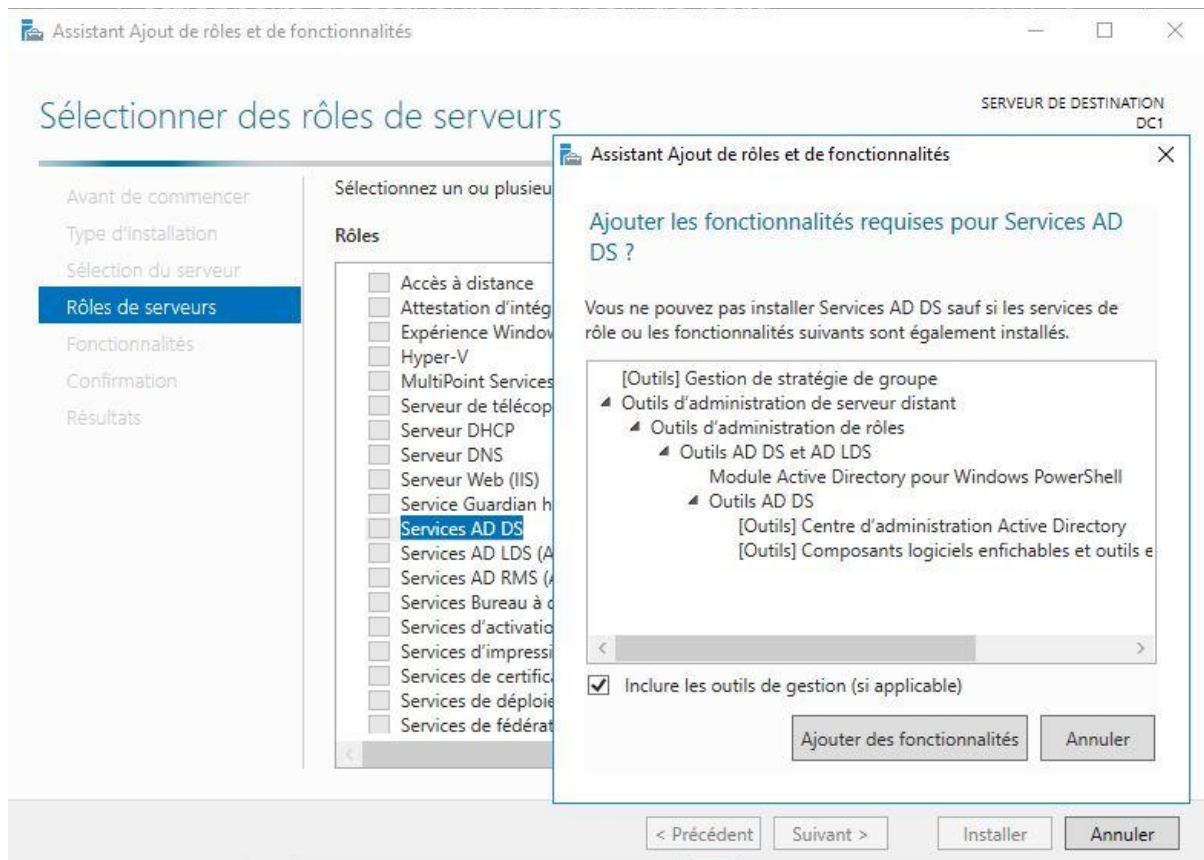 Assistant Ajout de rôles et de fonctionnalités
Sélectionner des rôles de serveurs
SERVEUR DE DESTINATION
DC1
Avant de commencer
Type d'installation
Sélection du serveur
Rôles de serveurs
Fonctionnalités
Confirmation
Résultats
Sélectionnez un ou plusieu
Rôles
Accès à distance
Attestation d'intég
Expérience Window
Hyper-V
MultiPoint Services
Serveur de télécop
Serveur DHCP
Serveur DNS
Serveur Web (IIS)
Service Guardian h
Services AD DS
Services AD LDS (A
Services AD RMS (A
Services Bureau à d
Services d'activatio
Services d'impressi
Services de certific
Services de déploie
Services de fédérat
Assistant Ajout de rôles et de fonctionnalités
Ajouter les fonctionnalités requises pour Services AD
DS ?
Vous ne pouvez pas installer Services AD DS sauf si les services de
rôle ou les fonctionnalités suivants sont également installés.
[Outils] Gestion de stratégie de groupe
Outils d'administration de serveur distant
Outils d'administration de rôles
Outils AD DS et AD LDS
Module Active Directory pour Windows PowerShell
Outils AD DS
[Outils] Centre d'administration Active Directory
[Outils] Composants logiciels enfichables et outils e
Inclure les outils de gestion (si applicable)
Ajouter des fonctionnalités
Annuler
< Précédent
Suivant >
Installer
Annuler